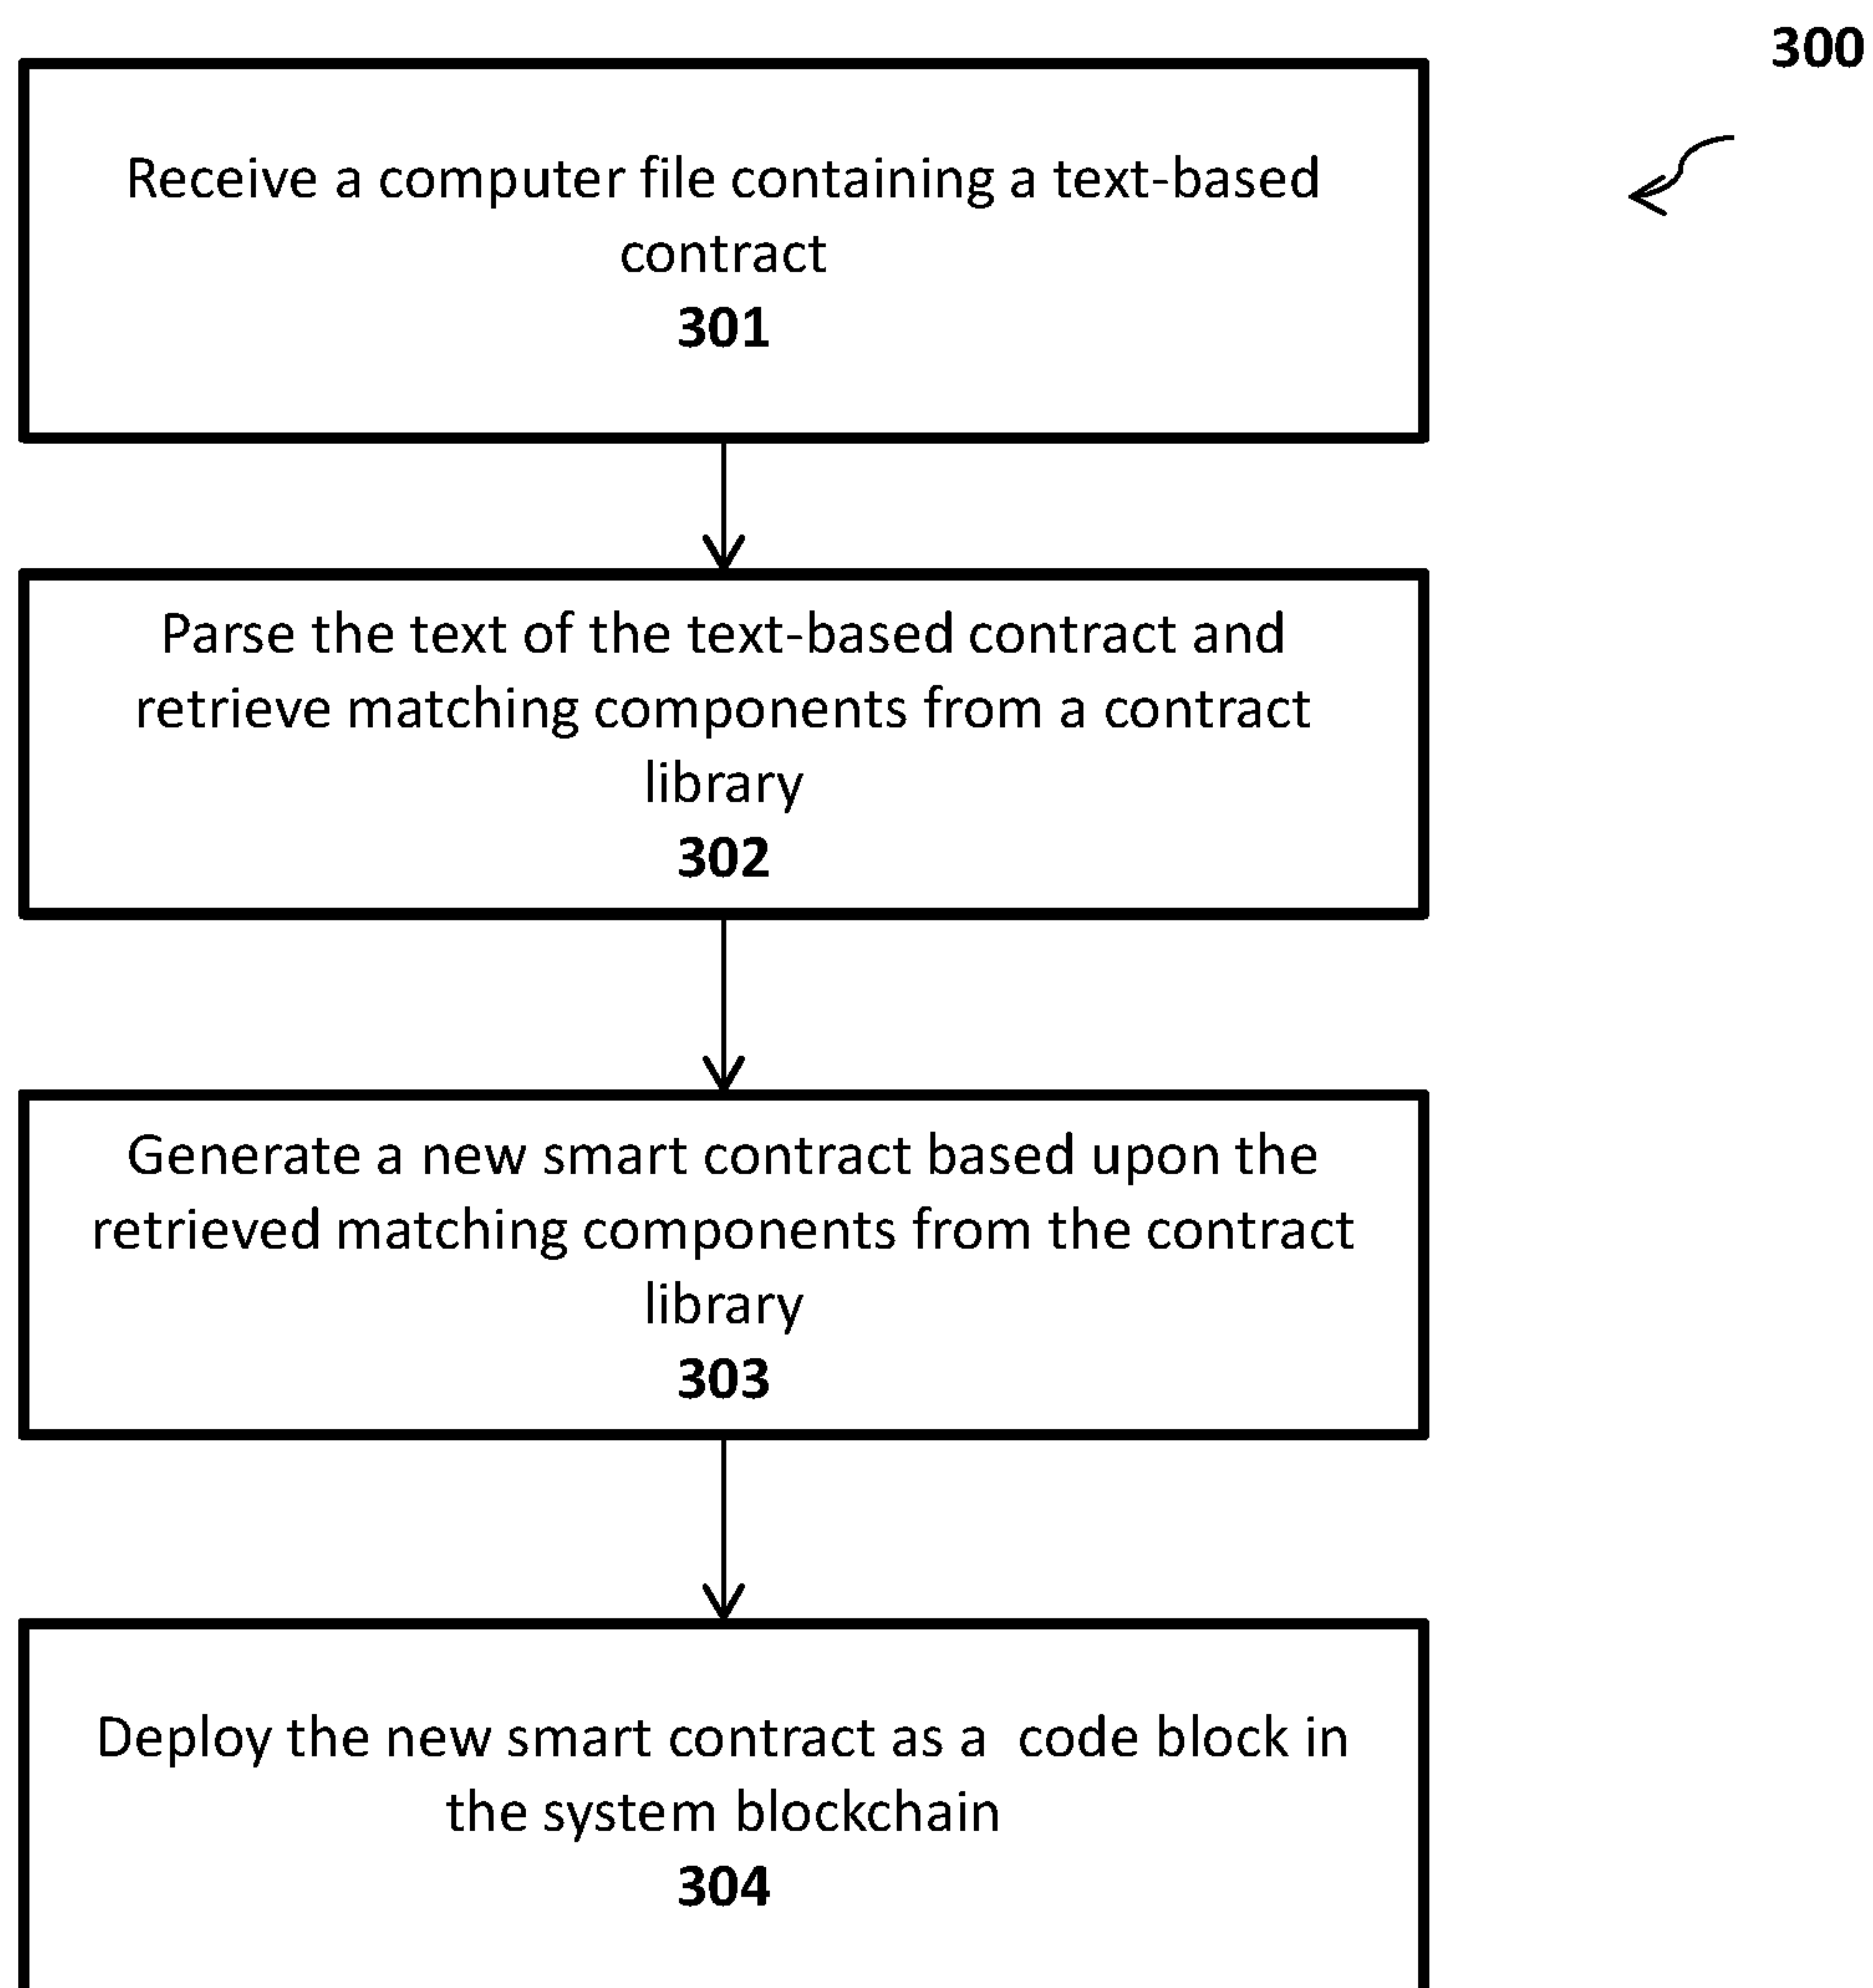 300
Receive a computer file containing a text-based
contract
301
Parse the text of the text-based contract and
retrieve matching components from a contract
library
302
Generate a new smart contract based upon the
retrieved matching components from the contract
library
303
Deploy the new smart contract as a  code block in
the system blockchain
304